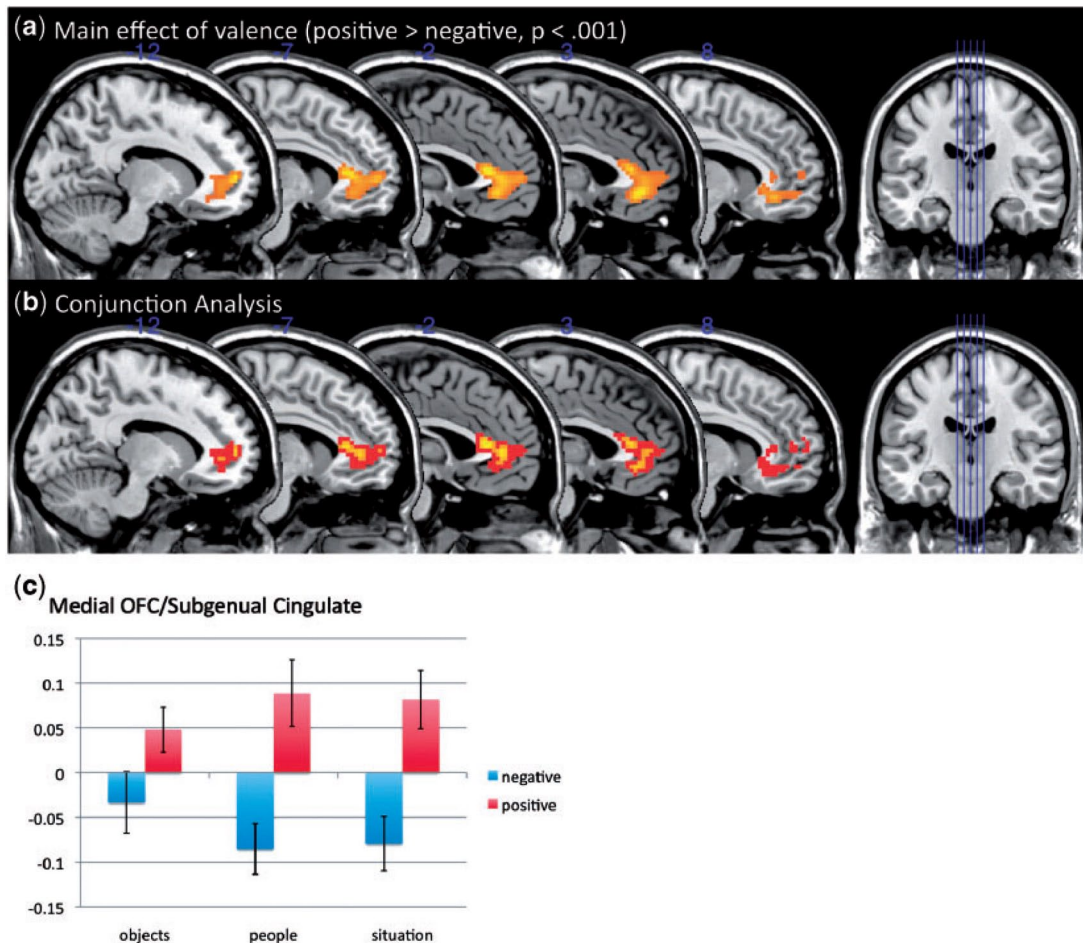 (a) Main effect of valence (positive > negative, p < .001)
-12 -7 -2 3 8
(b) Conjunction Analysis
-12 -7 -2 3 8
(c)
Medial OFC/Subgenual Cingulate
0.15
0.1
0.05
0
-0.05
-0.1
-0.15
objects people situation
negative
positive